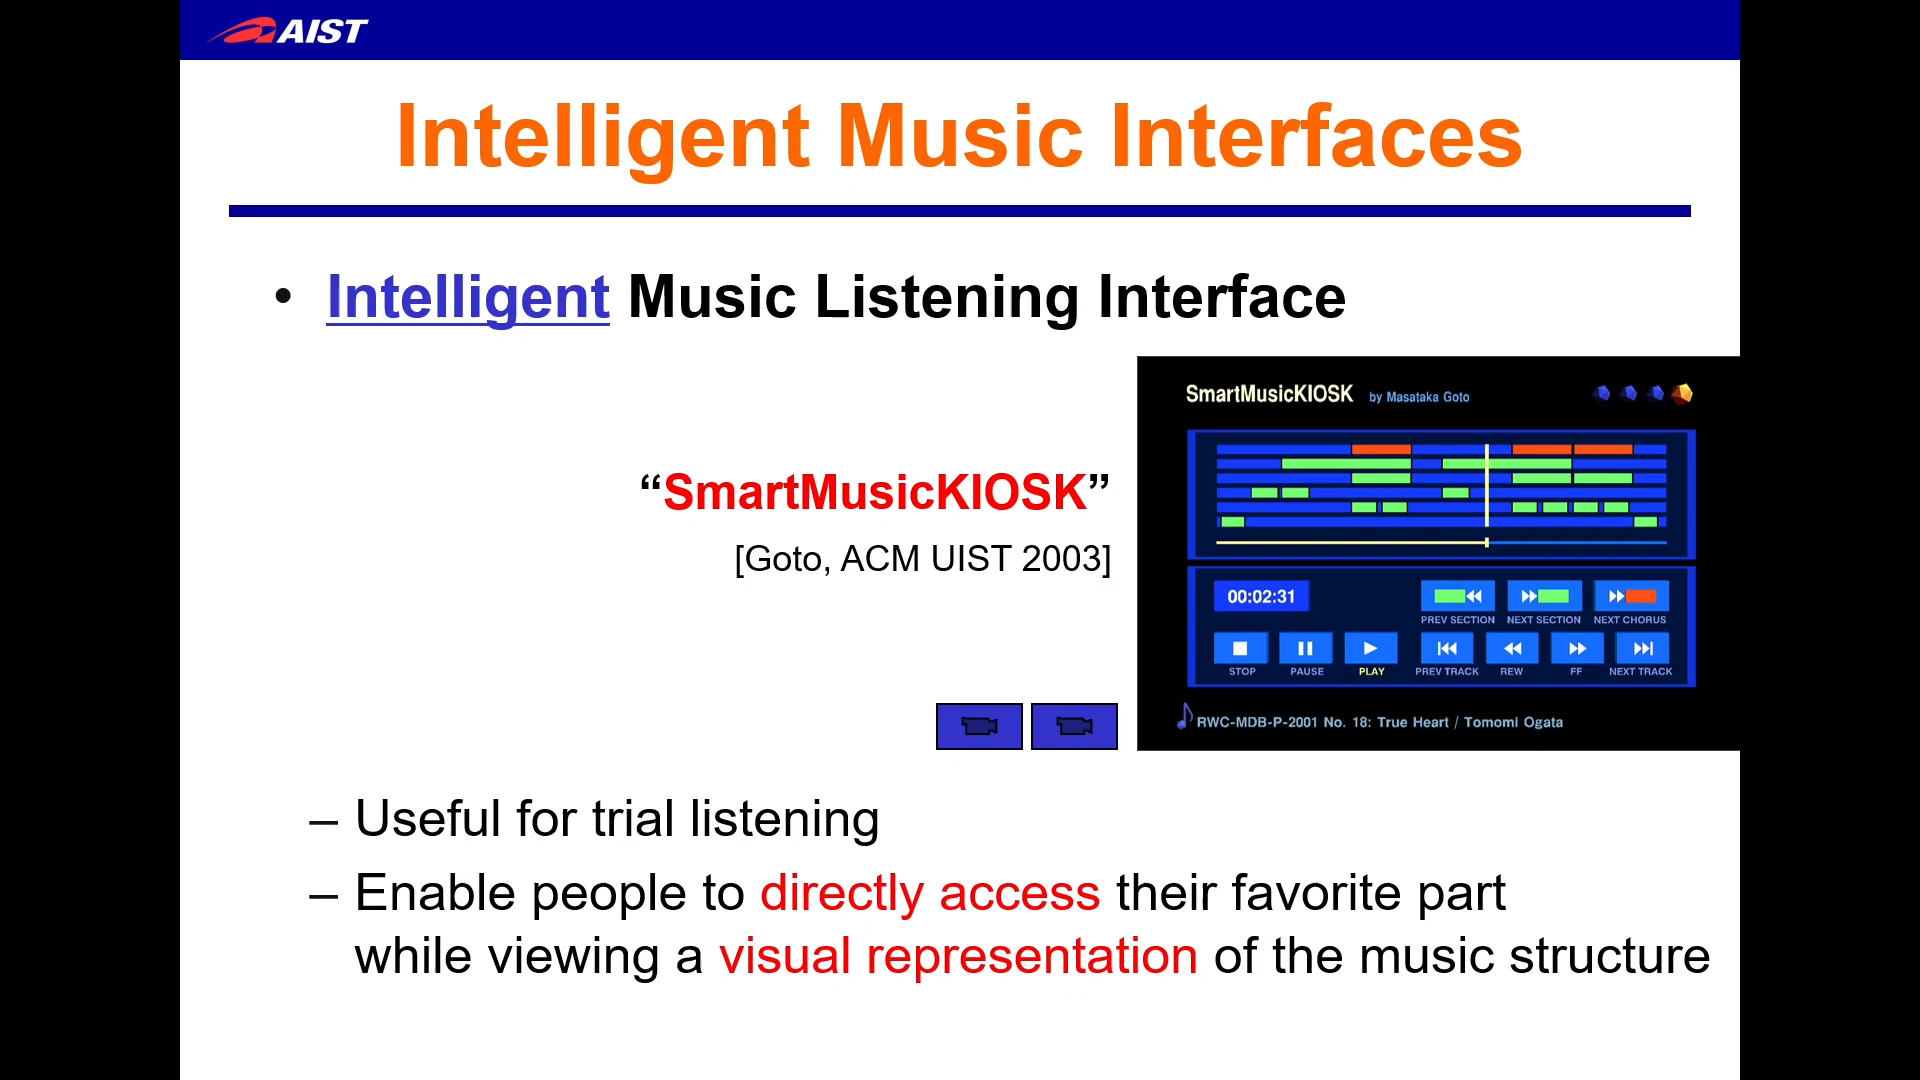 AIST
Intelligent Music Interfaces
• Intelligent Music Listening Interface
SmartMusicKIOSK by Masataka Goto
“SmartMusicKIOSK”
[Goto, ACM UIST 2003]
00:02:31
PREV SECTION NEXT SECTION NEXT CHORUS
STOP PAUSE PLAY PREV TRACK REW FF NEXT TRACK
RWC-MDB-P-2001 No. 18: True Heart / Tomomi Ogata
– Useful for trial listening
– Enable people to directly access their favorite part
while viewing a visual representation of the music structure